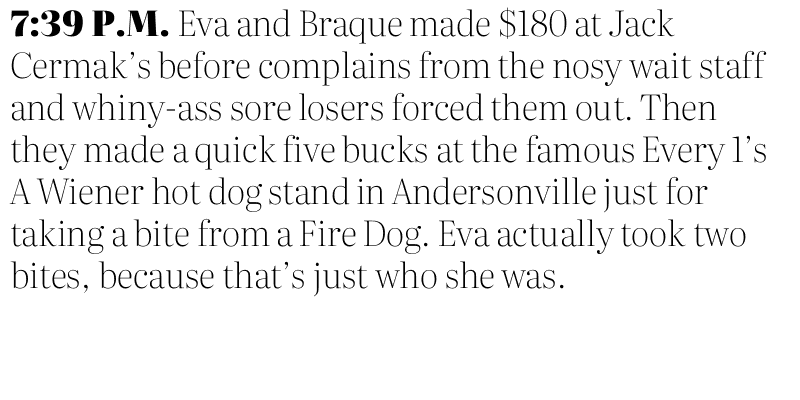 7:39 P.M. Eva and Braque made $180 at Jack
Cermak’s before complains from the nosy wait staff
and whiny-ass sore losers forced them out. Then
they made a quick five bucks at the famous Every 1’s
A Wiener hot dog stand in Andersonville just for
taking a bite from a Fire Dog. Eva actually took two
bites, because that’s just who she was.